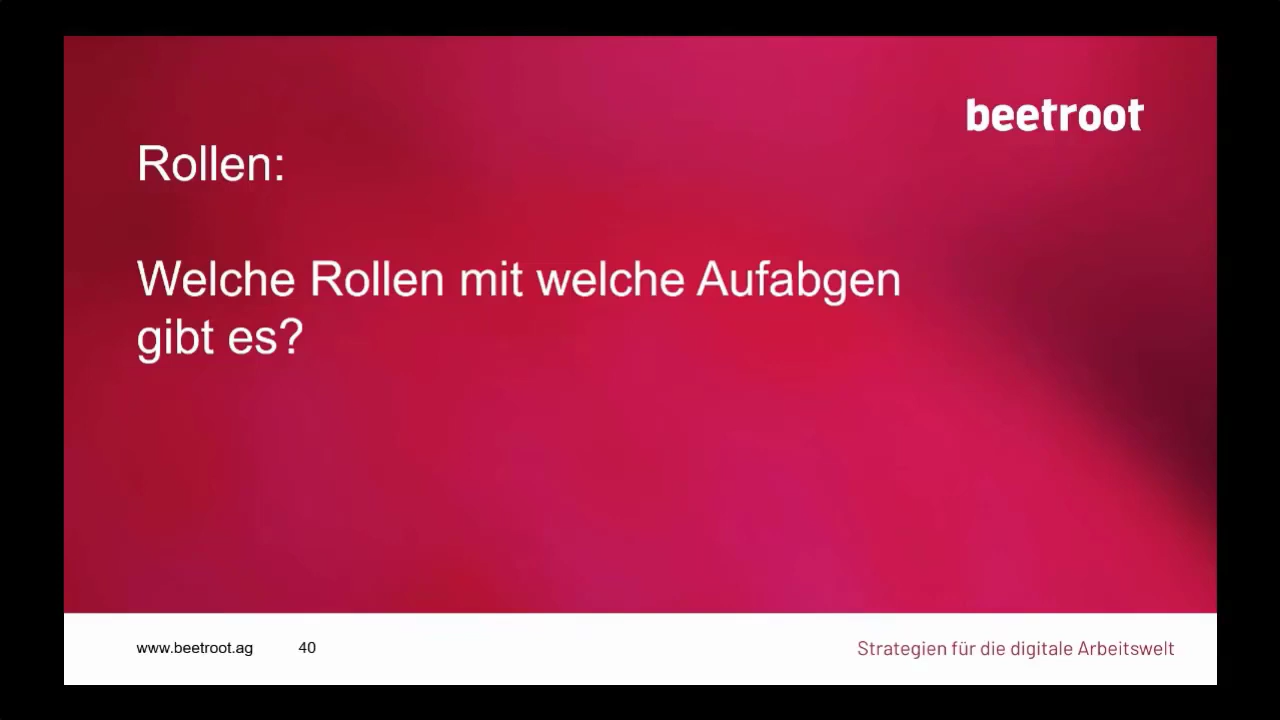 beetroot
Rollen:
Welche Rollen mit welche Aufabgen
gibt es?
www.beetroot.ag 40 Strategien für die digitale Arbeitswelt